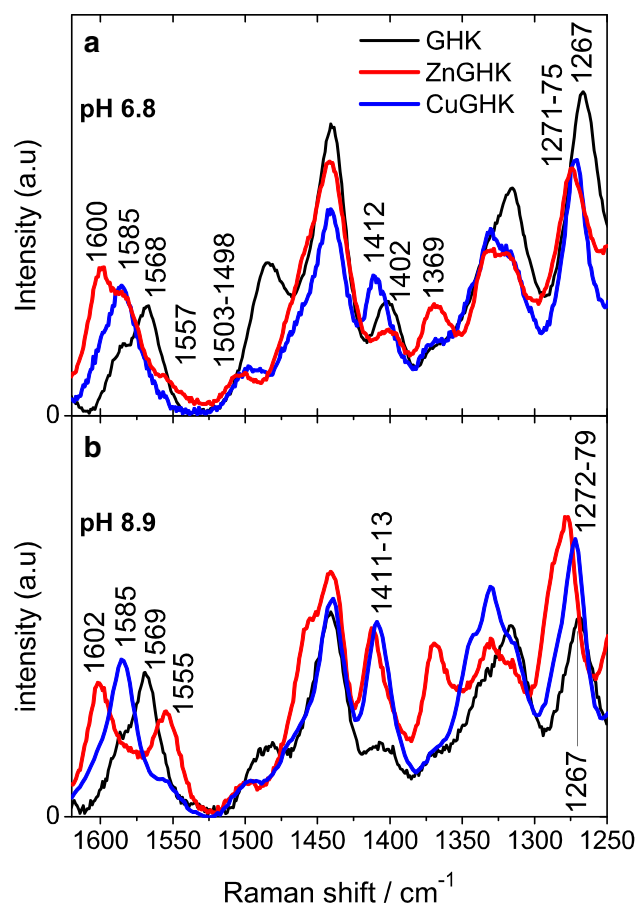 a
GHK
ZnGHK
CuGHK
pH 6.8
1267
1271-75
1600
1585
1568
1557
1503-1498
1412
1402
1369
Intensity (a.u)
0
b
pH 8.9
1272-79
1411-13
1602
1585
1569
1555
1267
intensity (a.u)
0
1600 1550 1500 1450 1400 1350 1300 1250
Raman shift / cm⁻¹